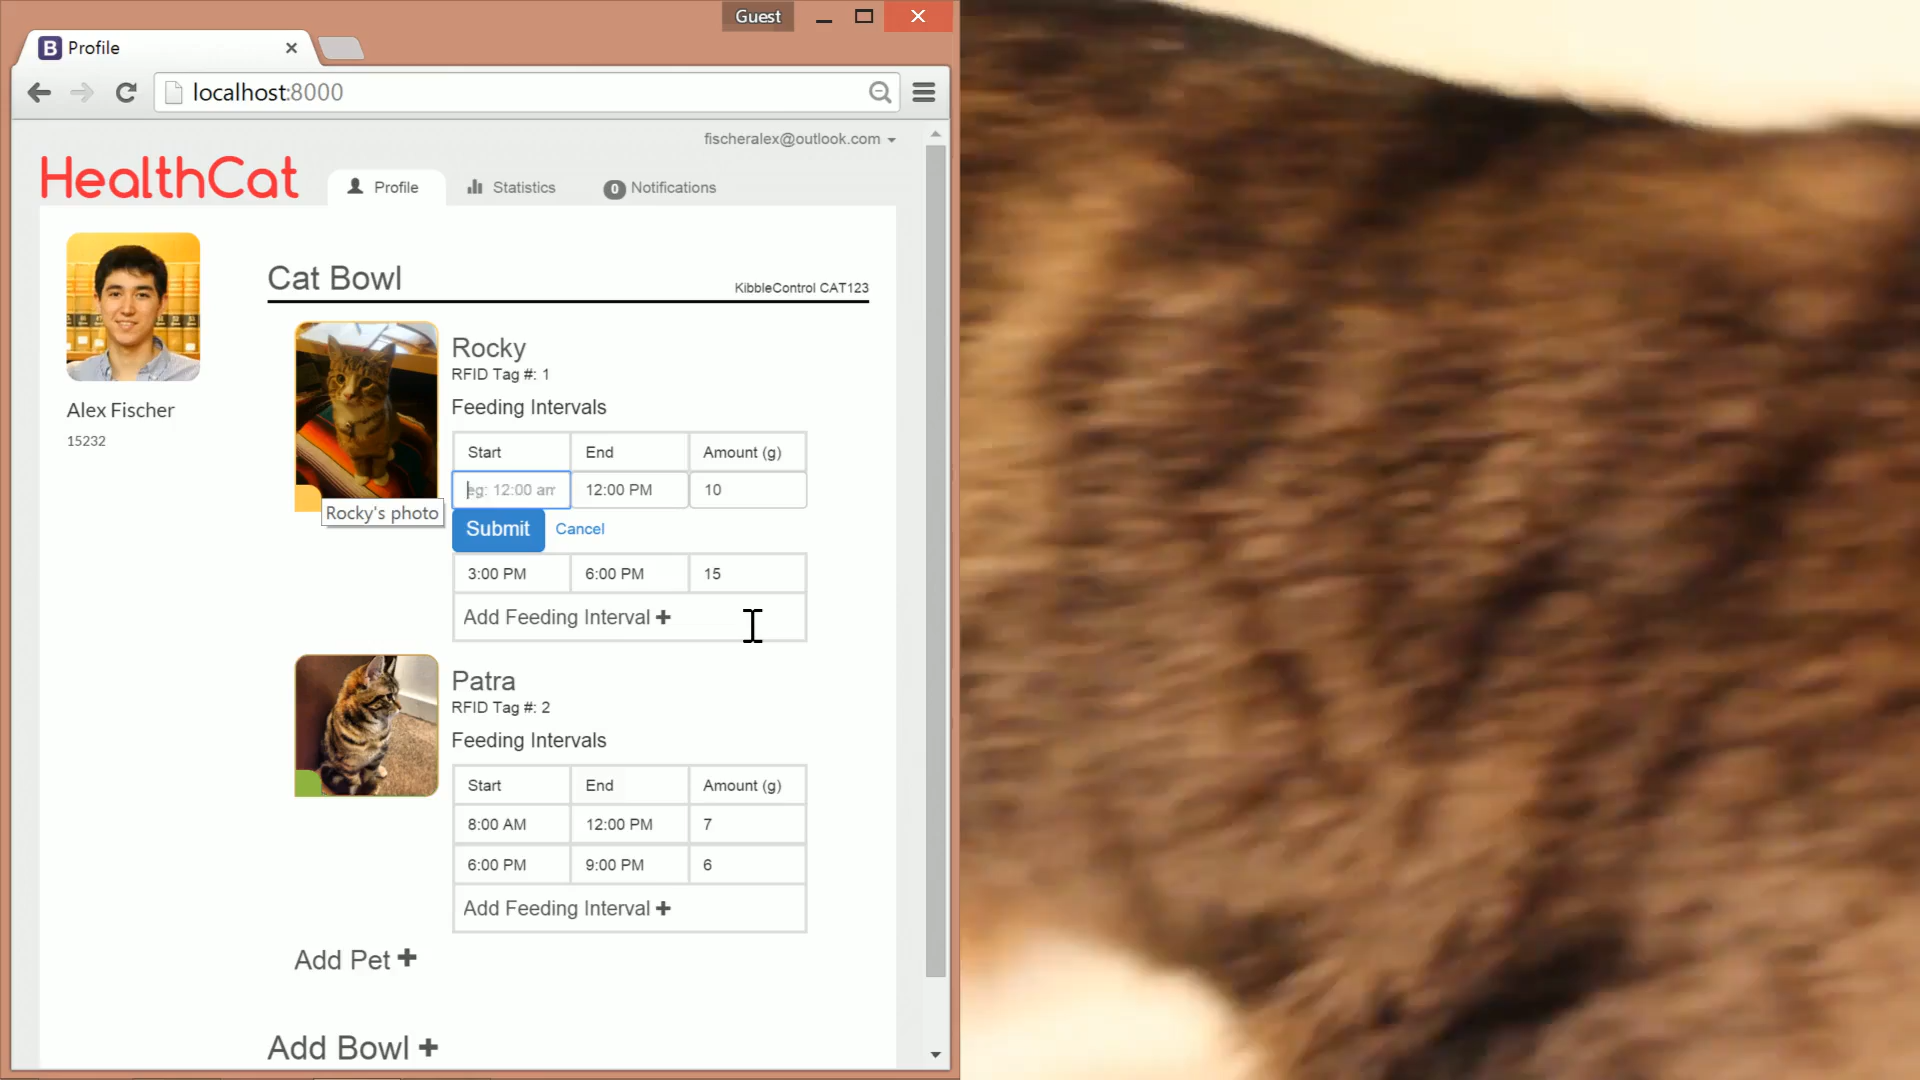 Guest
Profile
localhost:8000
fischeralex@outlook.com
HealthCat
Profile
Statistics
0 Notifications
Cat Bowl
KibbleControl CAT123
Alex Fischer
15232
Rocky
RFID Tag #: 1
Feeding Intervals
Start End Amount (g)
eg: 12:00 am 12:00 PM 10
Rocky's photo
Submit Cancel
3:00 PM 6:00 PM 15
Add Feeding Interval +
Patra
RFID Tag #: 2
Feeding Intervals
Start End Amount (g)
8:00 AM 12:00 PM 7
6:00 PM 9:00 PM 6
Add Feeding Interval +
Add Pet +
Add Bowl +